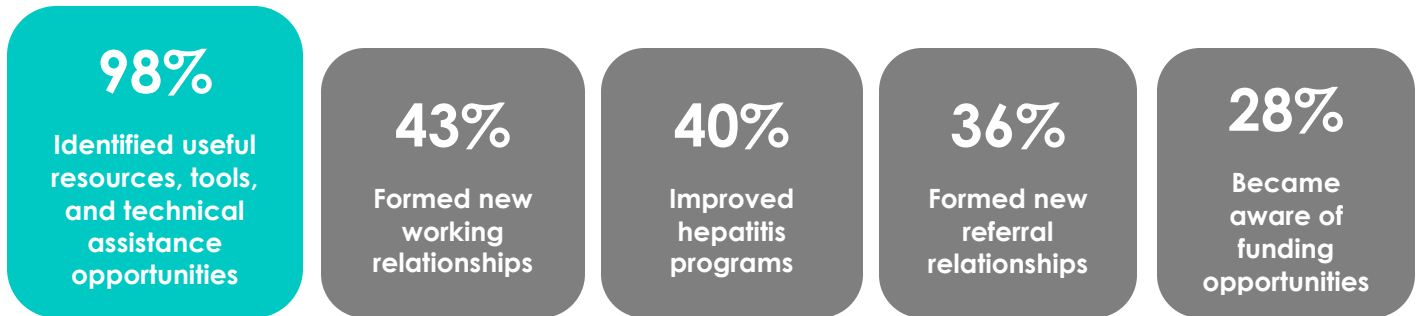 98%
Identified useful
resources, tools,
and technical
assistance
opportunities
43%
Formed new
working
relationships
40%
Improved
hepatitis
programs
36%
Formed new
referral
relationships
28%
Became
aware of
funding
opportunities